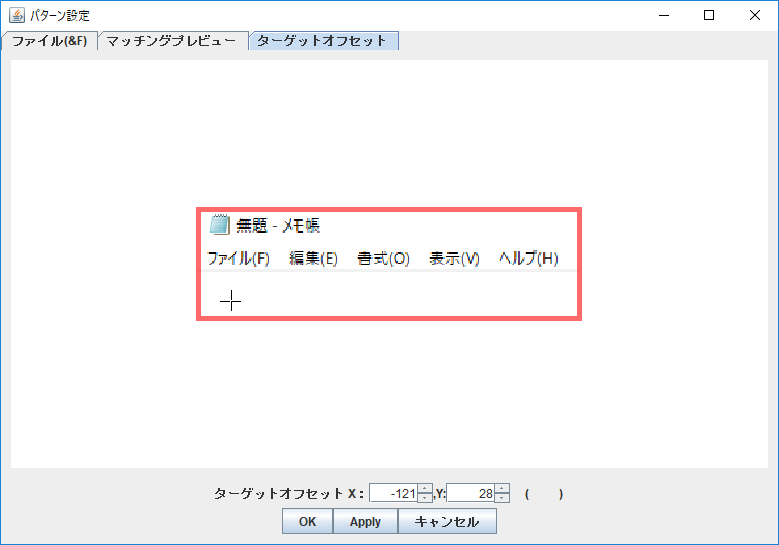 パターン設定
ファイル(&F) マッチングプレビュー ターゲットオフセット
無題 - メモ帳
ファイル(F) 編集(E) 書式(O) 表示(V) ヘルプ(H)
ターゲットオフセット X： -121 ,Y: 28 ( )
OK Apply キャンセル